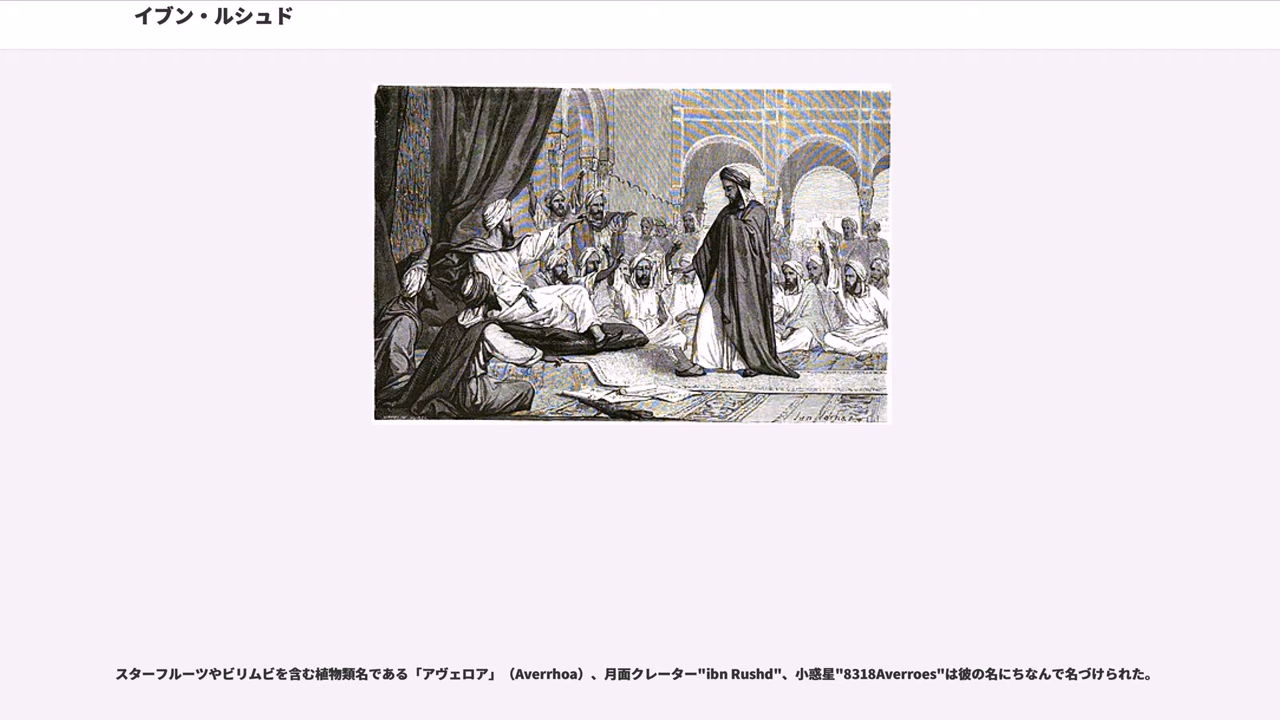 イブン・ルシュド
スターフルーツやビリムビを含む植物類名である「アヴェロア」（Averrhoa）、月面クレーター"ibn Rushd"、小惑星"8318Averroes"は彼の名にちなんで名づけられた。